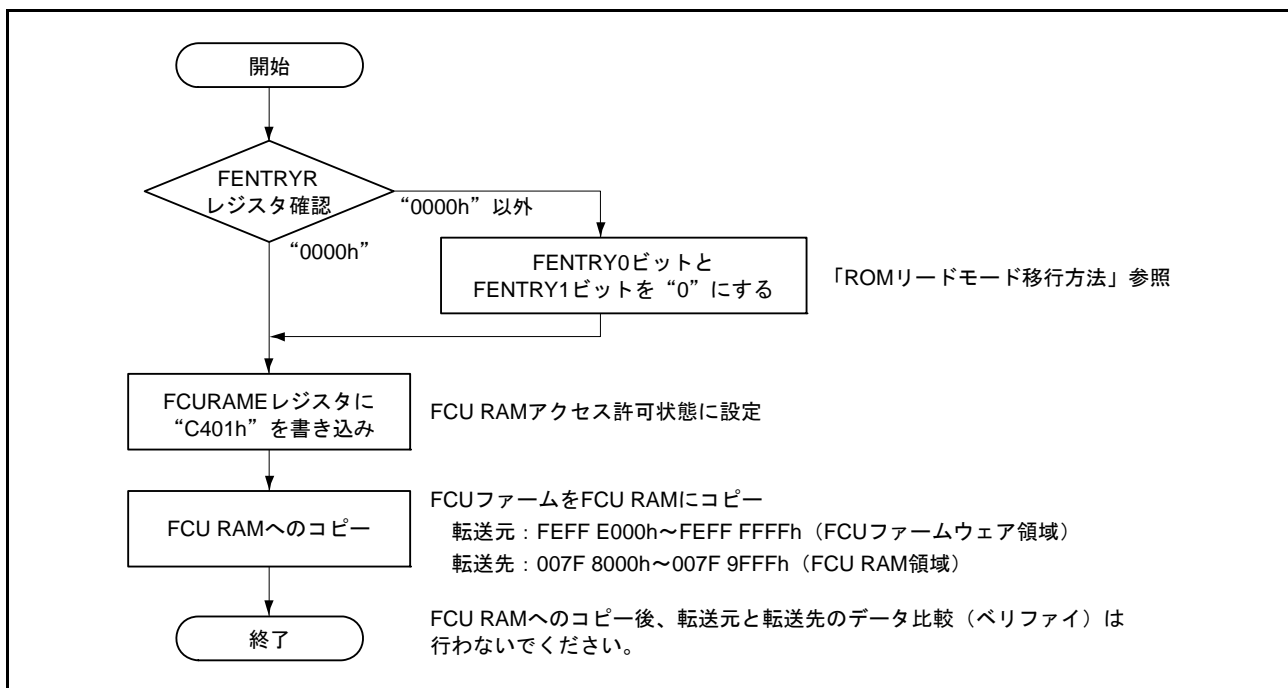 開始
FENTRYR
レジスタ確認
“0000h” 以外
“0000h”
FENTRY0ビットと
FENTRY1ビットを“0”にする
「ROMリードモード移行方法」参照
FCURAMEレジスタに
“C401h”を書き込み
FCU RAMアクセス許可状態に設定
FCU RAMへのコピー
FCUファームをFCU RAMにコピー
転送元：FEFF E000h～FEFF FFFFh（FCUファームウェア領域）
転送先：007F 8000h～007F 9FFFh（FCU RAM領域）
終了
FCU RAMへのコピー後、転送元と転送先のデータ比較（ベリファイ）は
行わないでください。